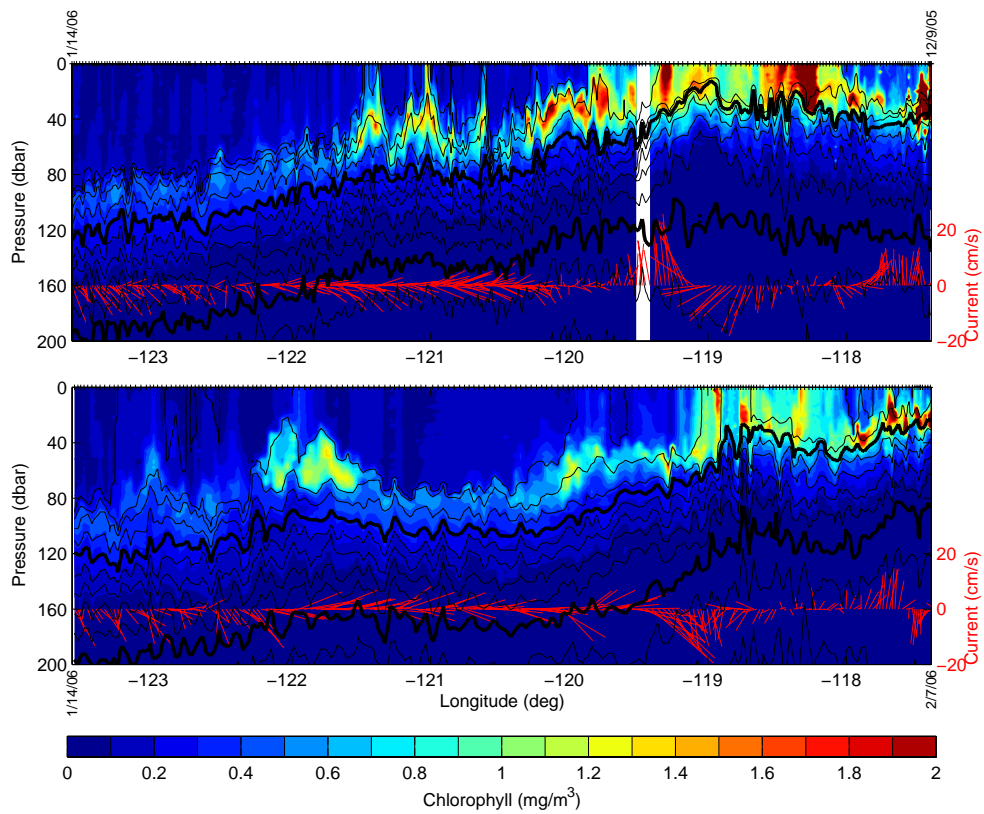 1/14/06
12/9/05
0
40
80
120
160
200
Pressure (dbar)
20
0
−20
Current (cm/s)
−123 −122 −121 −120 −119 −118
0
40
80
120
160
200
Pressure (dbar)
20
0
−20
Current (cm/s)
−123 −122 −121 −120 −119 −118
1/14/06
Longitude (deg)
2/7/06
0 0.2 0.4 0.6 0.8 1 1.2 1.4 1.6 1.8 2
Chlorophyll (mg/m³)